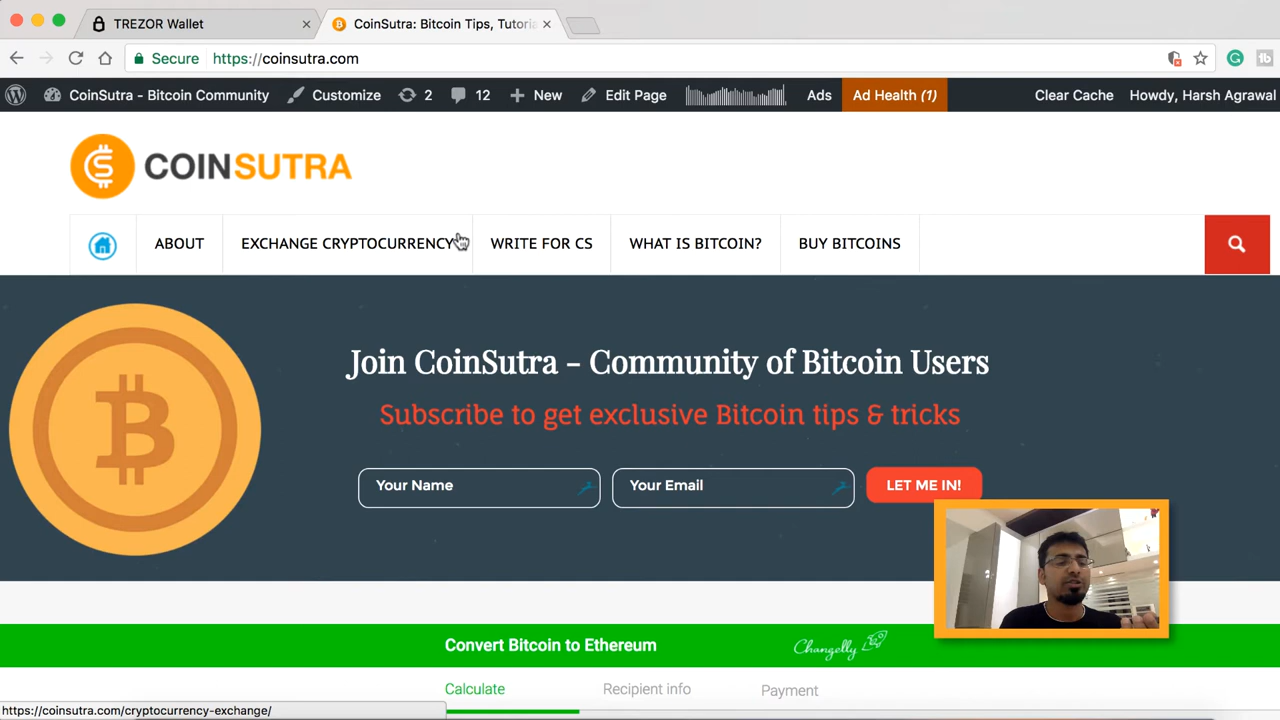 TREZOR Wallet
CoinSutra: Bitcoin Tips, Tutoria
Secure https://coinsutra.com
CoinSutra - Bitcoin Community Customize 2 12 New Edit Page Ads Ad Health (1) Clear Cache Howdy, Harsh Agrawal
COINSUTRA
ABOUT EXCHANGE CRYPTOCURRENCY WRITE FOR CS WHAT IS BITCOIN? BUY BITCOINS
Join CoinSutra – Community of Bitcoin Users
Subscribe to get exclusive Bitcoin tips & tricks
Your Name Your Email LET ME IN!
Convert Bitcoin to Ethereum Changelly
Calculate Recipient info Payment
https://coinsutra.com/cryptocurrency-exchange/